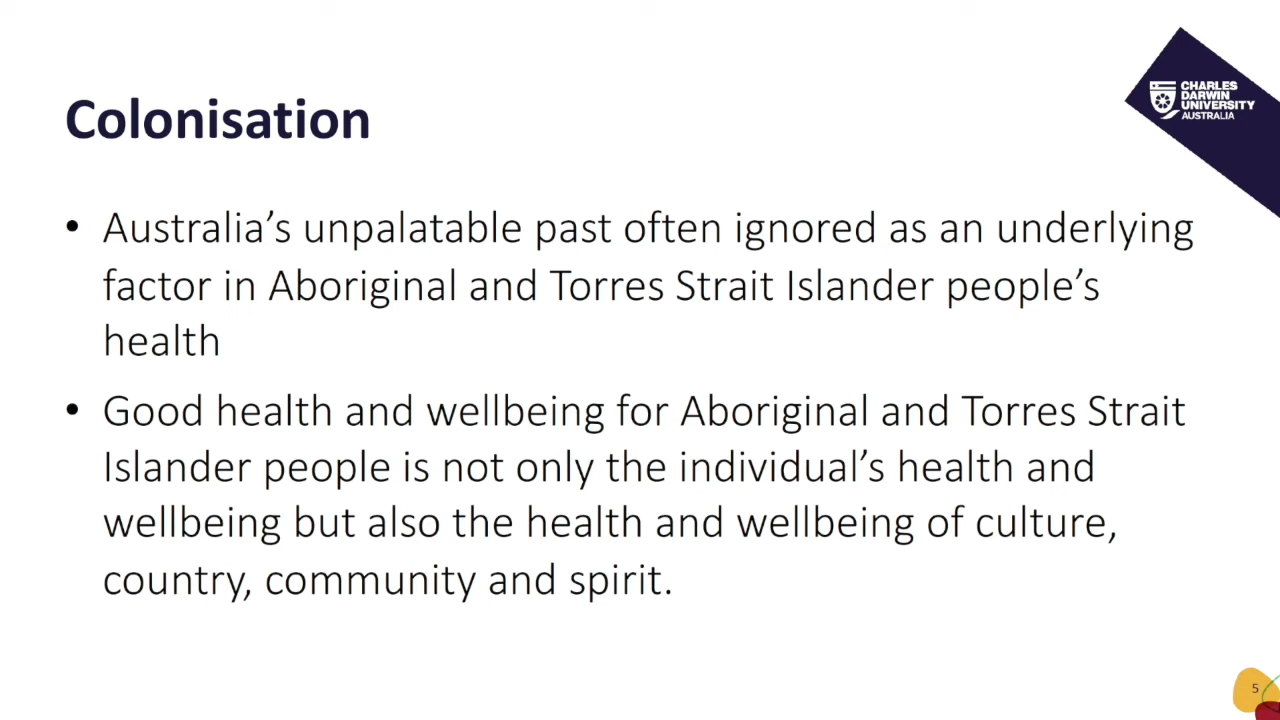 Colonisation
CHARLES
DARWIN
UNIVERSITY
AUSTRALIA
• Australia’s unpalatable past often ignored as an underlying
factor in Aboriginal and Torres Strait Islander people’s
health
• Good health and wellbeing for Aboriginal and Torres Strait
Islander people is not only the individual’s health and
wellbeing but also the health and wellbeing of culture,
country, community and spirit.
5